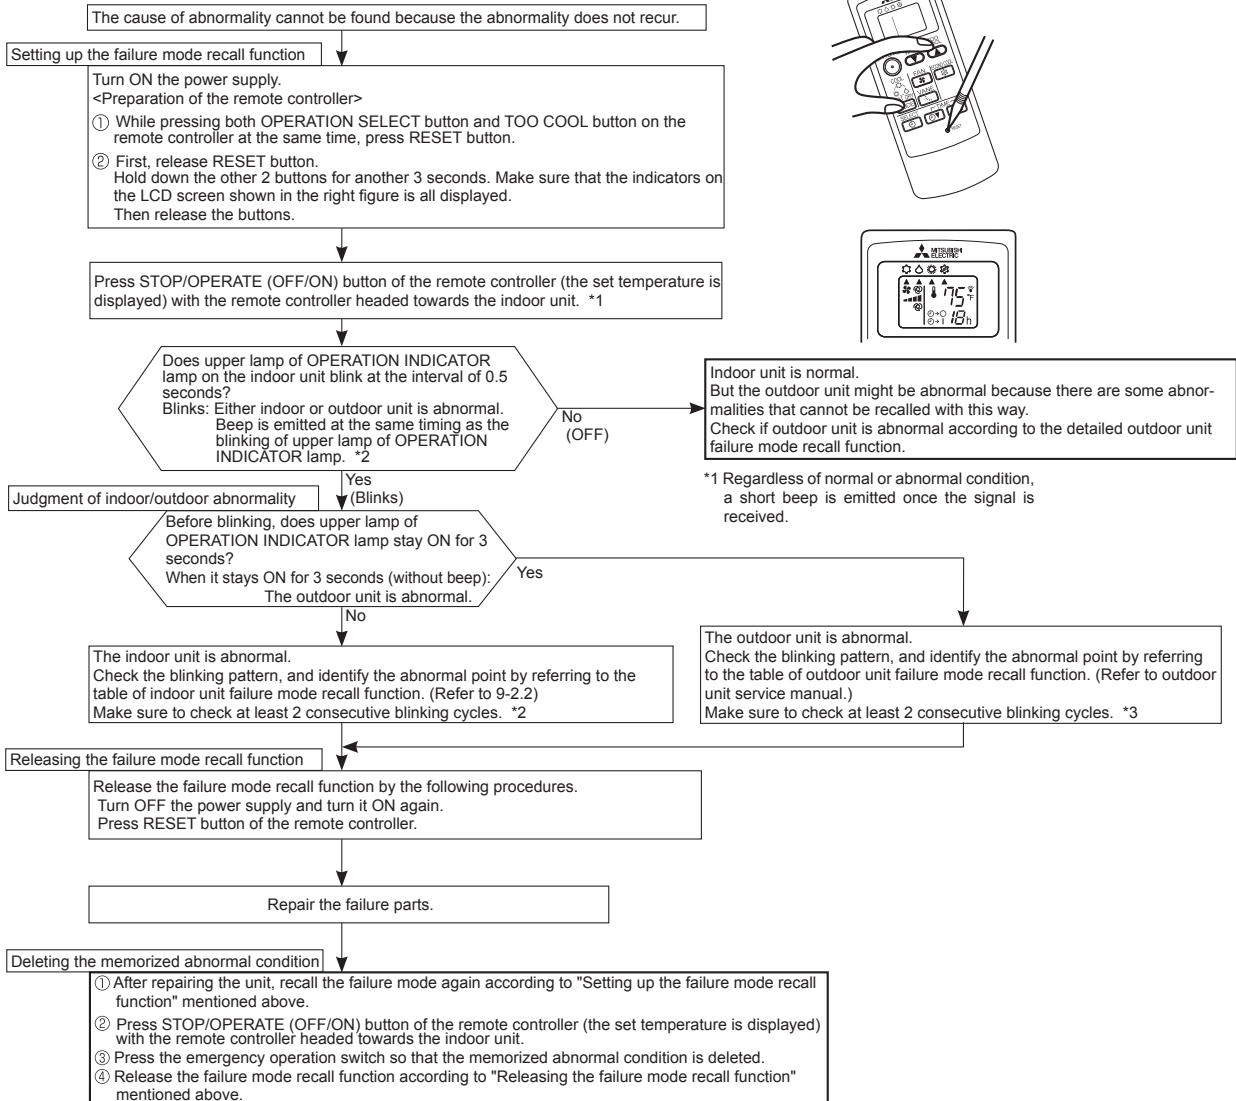 The cause of abnormality cannot be found because the abnormality does not recur.
Setting up the failure mode recall function
Turn ON the power supply.
<Preparation of the remote controller>
① While pressing both OPERATION SELECT button and TOO COOL button on the
remote controller at the same time, press RESET button.
② First, release RESET button.
Hold down the other 2 buttons for another 3 seconds. Make sure that the indicators on
the LCD screen shown in the right figure is all displayed.
Then release the buttons.
COOL
FAN
VANE
SELECT
RESET
MITSUBISHI
ELECTRIC
75°F
18h
Press STOP/OPERATE (OFF/ON) button of the remote controller (the set temperature is
displayed) with the remote controller headed towards the indoor unit. *1
Does upper lamp of OPERATION INDICATOR
lamp on the indoor unit blink at the interval of 0.5
seconds?
Blinks: Either indoor or outdoor unit is abnormal.
Beep is emitted at the same timing as the
blinking of upper lamp of OPERATION
INDICATOR lamp. *2
No
(OFF)
Indoor unit is normal.
But the outdoor unit might be abnormal because there are some abnor-
malities that cannot be recalled with this way.
Check if outdoor unit is abnormal according to the detailed outdoor unit
failure mode recall function.
*1 Regardless of normal or abnormal condition,
a short beep is emitted once the signal is
received.
Yes
(Blinks)
Judgment of indoor/outdoor abnormality
Before blinking, does upper lamp of
OPERATION INDICATOR lamp stay ON for 3
seconds?
When it stays ON for 3 seconds (without beep):
The outdoor unit is abnormal.
Yes
No
The indoor unit is abnormal.
Check the blinking pattern, and identify the abnormal point by referring to the
table of indoor unit failure mode recall function. (Refer to 9-2.2)
Make sure to check at least 2 consecutive blinking cycles. *2
The outdoor unit is abnormal.
Check the blinking pattern, and identify the abnormal point by referring
to the table of outdoor unit failure mode recall function. (Refer to outdoor
unit service manual.)
Make sure to check at least 2 consecutive blinking cycles. *3
Releasing the failure mode recall function
Release the failure mode recall function by the following procedures.
Turn OFF the power supply and turn it ON again.
Press RESET button of the remote controller.
Repair the failure parts.
Deleting the memorized abnormal condition
① After repairing the unit, recall the failure mode again according to "Setting up the failure mode recall
function" mentioned above.
② Press STOP/OPERATE (OFF/ON) button of the remote controller (the set temperature is displayed)
with the remote controller headed towards the indoor unit.
③ Press the emergency operation switch so that the memorized abnormal condition is deleted.
④ Release the failure mode recall function according to "Releasing the failure mode recall function"
mentioned above.